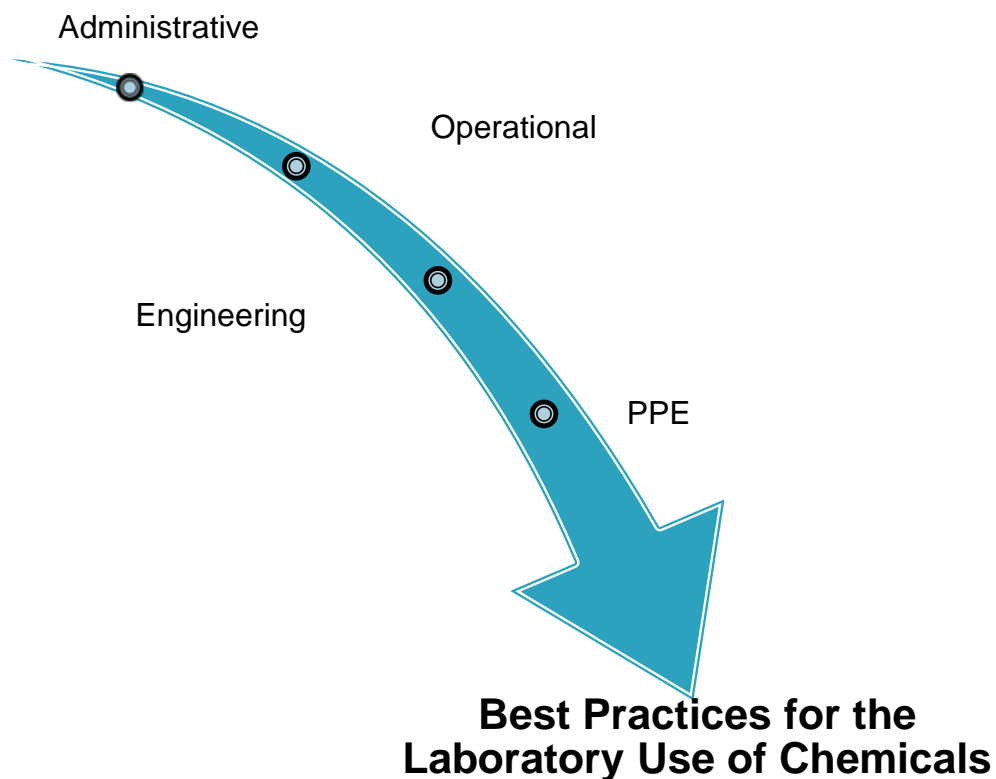 Administrative
Operational
Engineering
PPE
Best Practices for the
Laboratory Use of Chemicals